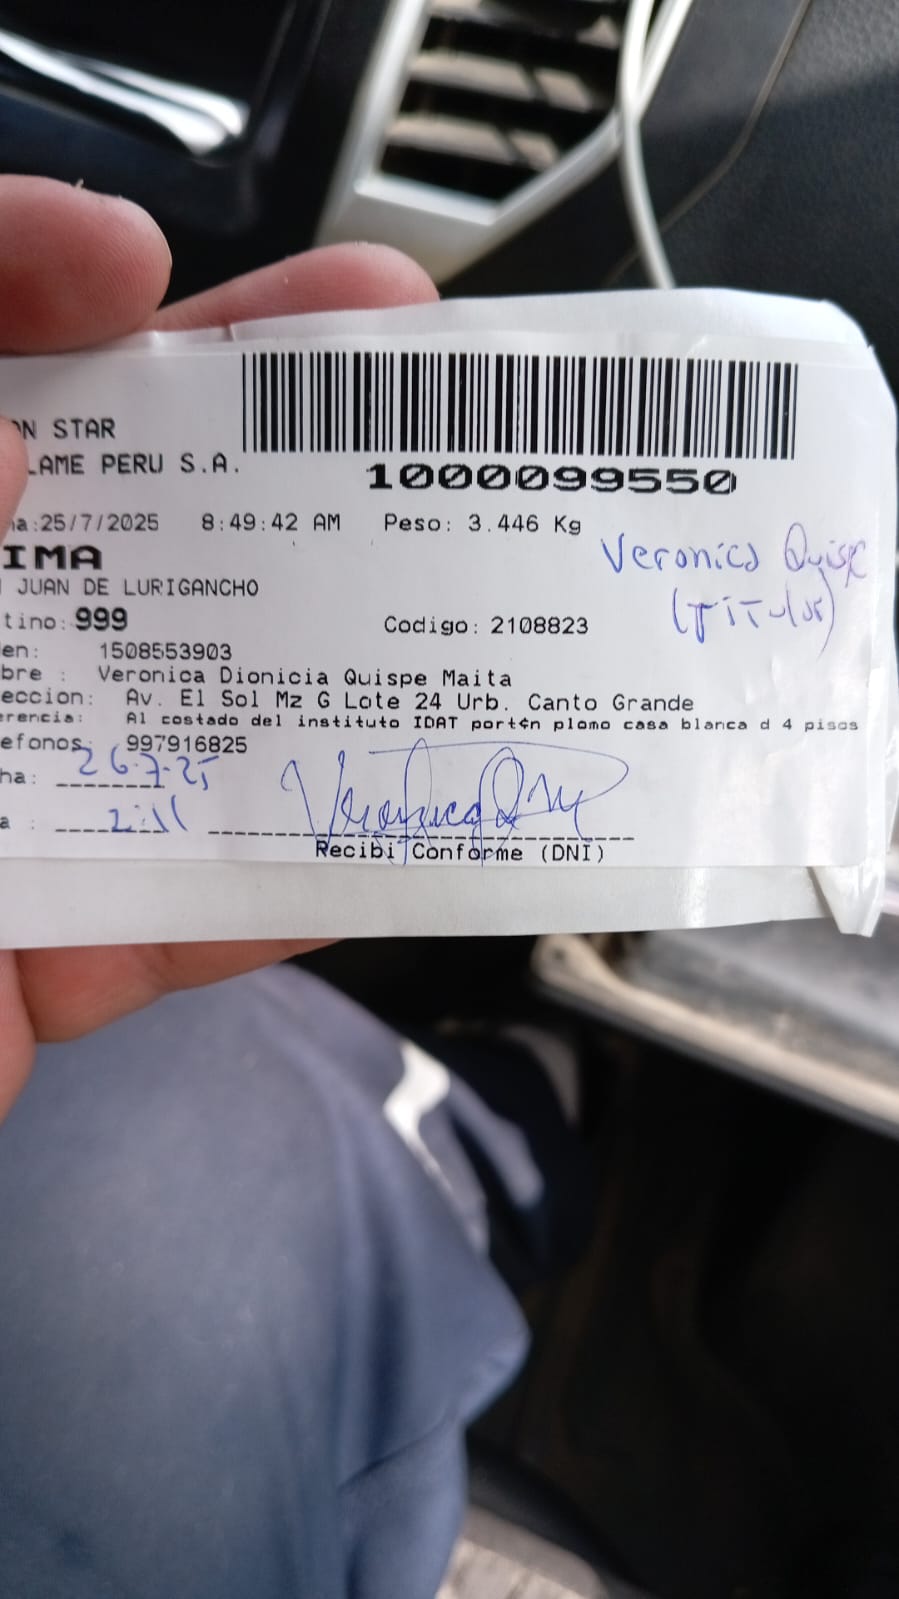 ON STAR
LAME PERU S.A.
1000099550
a:25/7/2025 8:49:42 AM Peso: 3.446 Kg
IMA
JUAN DE LURIGANCHO
Veronica Quispe
(Titular)
tino: 999 Codigo: 2108823
en: 1508553903
bre : Veronica Dionicia Quispe Maita
eccion: Av. El Sol Mz G Lote 24 Urb. Canto Grande
erencia: Al costado del instituto IDAT portón plomo casa blanca d 4 pisos
efonos: 997916825
ha: 26.7.25
a : 2:11
Recibi Conforme (DNI)